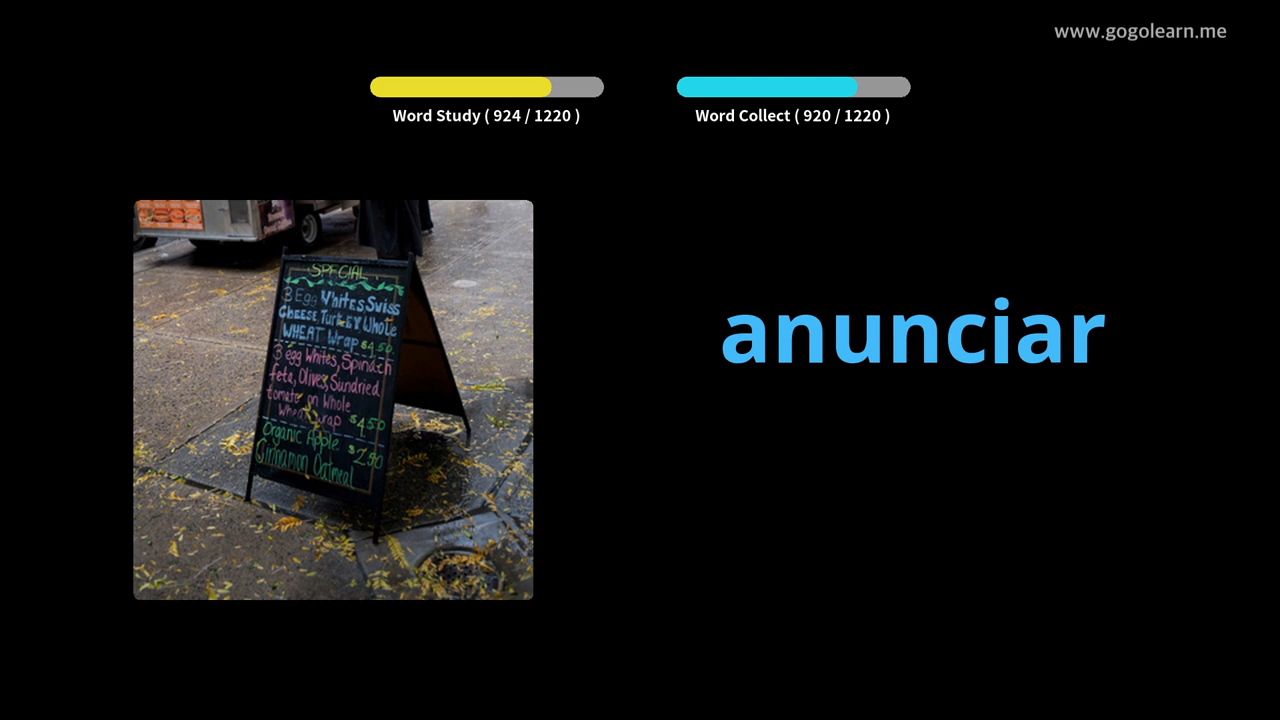 www.gogolearn.me
Word Study ( 924 / 1220 )
Word Collect ( 920 / 1220 )
SPECIAL
3 Egg Whites, Swiss
Cheese, Turkey Whole
WHEAT Wrap $4.50
3 egg Whites, Spinach
feta, Olives, Sundried
tomato on Whole
Wheat Wrap $4.50
Organic Apple
Cinnamon Oatmeal $2.50
anunciar